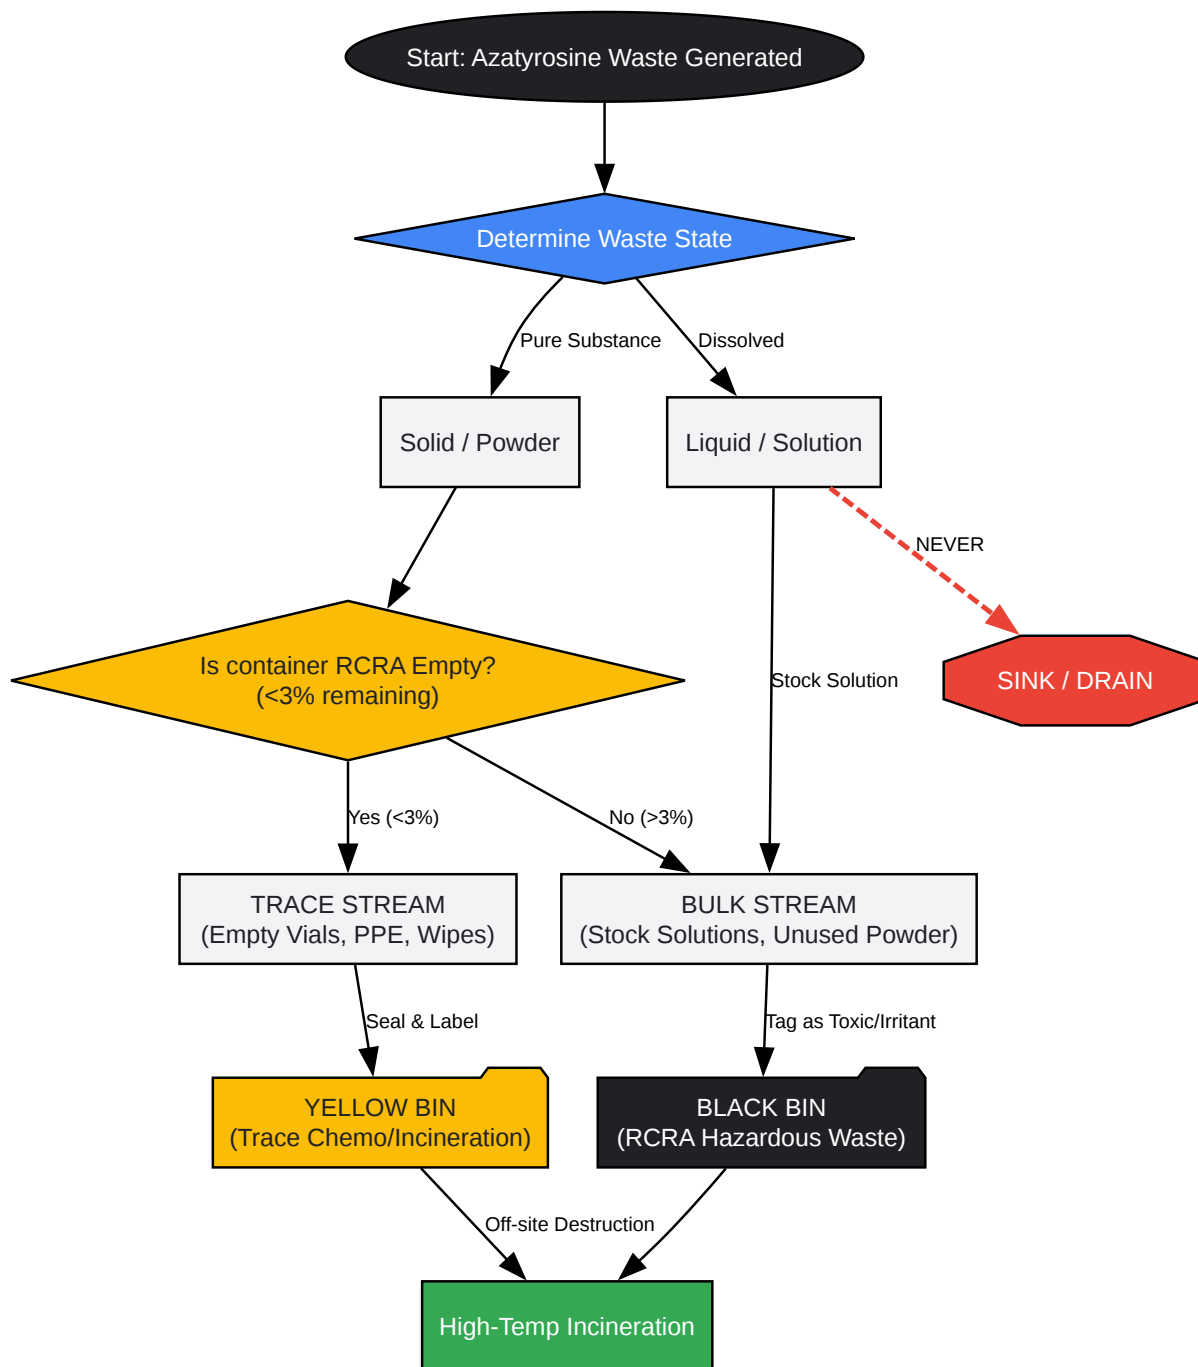 Start: Azatyrosine Waste Generated
Determine Waste State
Pure Substance
Dissolved
Solid / Powder
Liquid / Solution
NEVER
Is container RCRA Empty?
(<3% remaining)
Stock Solution
SINK / DRAIN
Yes (<3%)
No (>3%)
TRACE STREAM
(Empty Vials, PPE, Wipes)
BULK STREAM
(Stock Solutions, Unused Powder)
Seal & Label
Tag as Toxic/Irritant
YELLOW BIN
(Trace Chemo/Incineration)
BLACK BIN
(RCRA Hazardous Waste)
Off-site Destruction
High-Temp Incineration